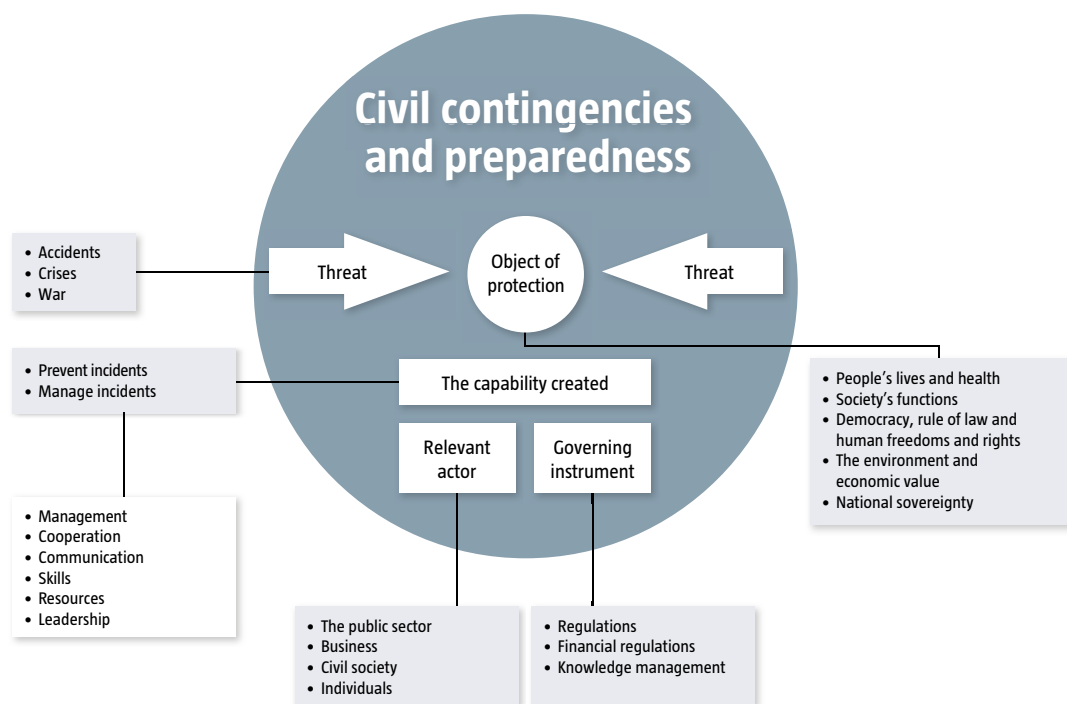 Civil contingencies
and preparedness
• Accidents
• Crises
• War
Threat
Object of
protection
Threat
• Prevent incidents
• Manage incidents
The capability created
• People’s lives and health
• Society’s functions
• Democracy, rule of law and
human freedoms and rights
• The environment and
economic value
• National sovereignty
Relevant
actor
Governing
instrument
• Management
• Cooperation
• Communication
• Skills
• Resources
• Leadership
• The public sector
• Business
• Civil society
• Individuals
• Regulations
• Financial regulations
• Knowledge management